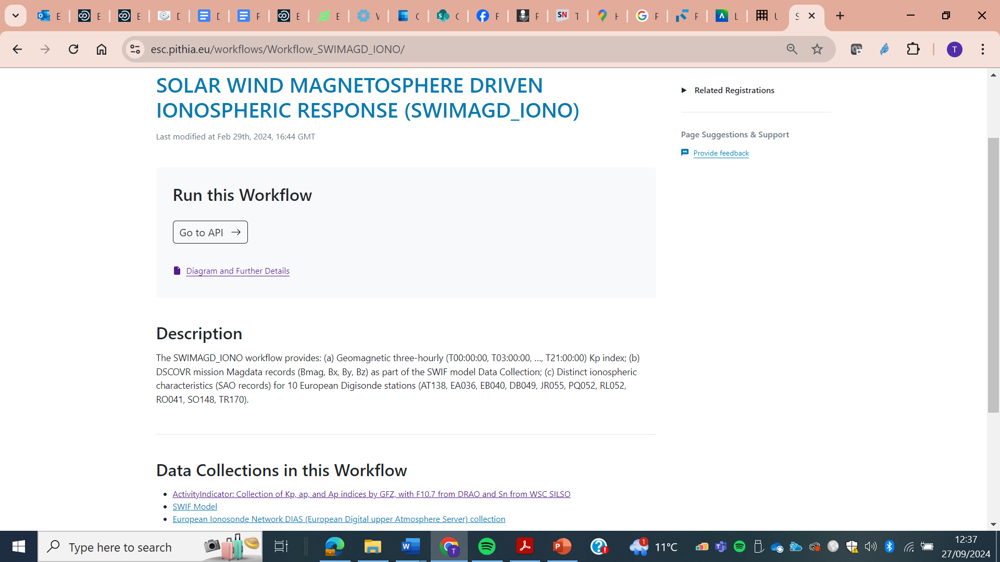 E
E
E
D
D
F
E
E
V
C
C
F
F
SN T
H
F
F
L
U
S
esc.pithia.eu/workflows/Workflow_SWIMAGD_IONO/
T
SOLAR WIND MAGNETOSPHERE DRIVEN
IONOSPHERIC RESPONSE (SWIMAGD_IONO)
Last modified at Feb 29th, 2024, 16:44 GMT
Related Registrations
Page Suggestions & Support
Provide feedback
Run this Workflow
Go to API →
Diagram and Further Details
Description
The SWIMAGD_IONO workflow provides: (a) Geomagnetic three-hourly (T00:00:00, T03:00:00, ..., T21:00:00) Kp index; (b)
DSCOVR mission Magdata records (Bmag, Bx, By, Bz) as part of the SWIF model Data Collection; (c) Distinct ionospheric
characteristics (SAO records) for 10 European Digisonde stations (AT138, EA036, EB040, DB049, JR055, PQ052, RL052,
RO041, SO148, TR170).
Data Collections in this Workflow
• ActivityIndicator: Collection of Kp, ap, and Ap indices by GFZ, with F10.7 from DRAO and Sn from WSC SILSO
• SWIF Model
• European Ionosonde Network DIAS (European Digital upper Atmosphere Server) collection
Type here to search
1
11°C
12:37
27/09/2024